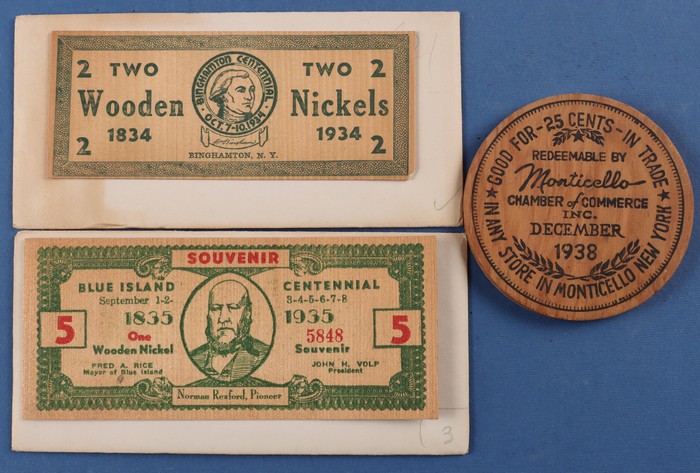 2 TWO TWO 2
BINGHAMTON CENTENNIAL
OCT. 7-10, 1934
Wooden Nickels
1834 1934
2 2
BINGHAMTON, N. Y.
SOUVENIR
BLUE ISLAND CENTENNIAL
September 1-2- 3-4-5-6-7-8
1835 1935
5 One 5848 5
Wooden Nickel Souvenir
FRED A. RICE JOHN H. VOLP
Mayor of Blue Island President
Norman Rexford, Pioneer
3
GOOD FOR-25 CENTS-IN TRADE
REDEEMABLE BY
Monticello
CHAMBER of COMMERCE
INC.
DECEMBER
1938
IN ANY STORE IN MONTICELLO NEW YORK